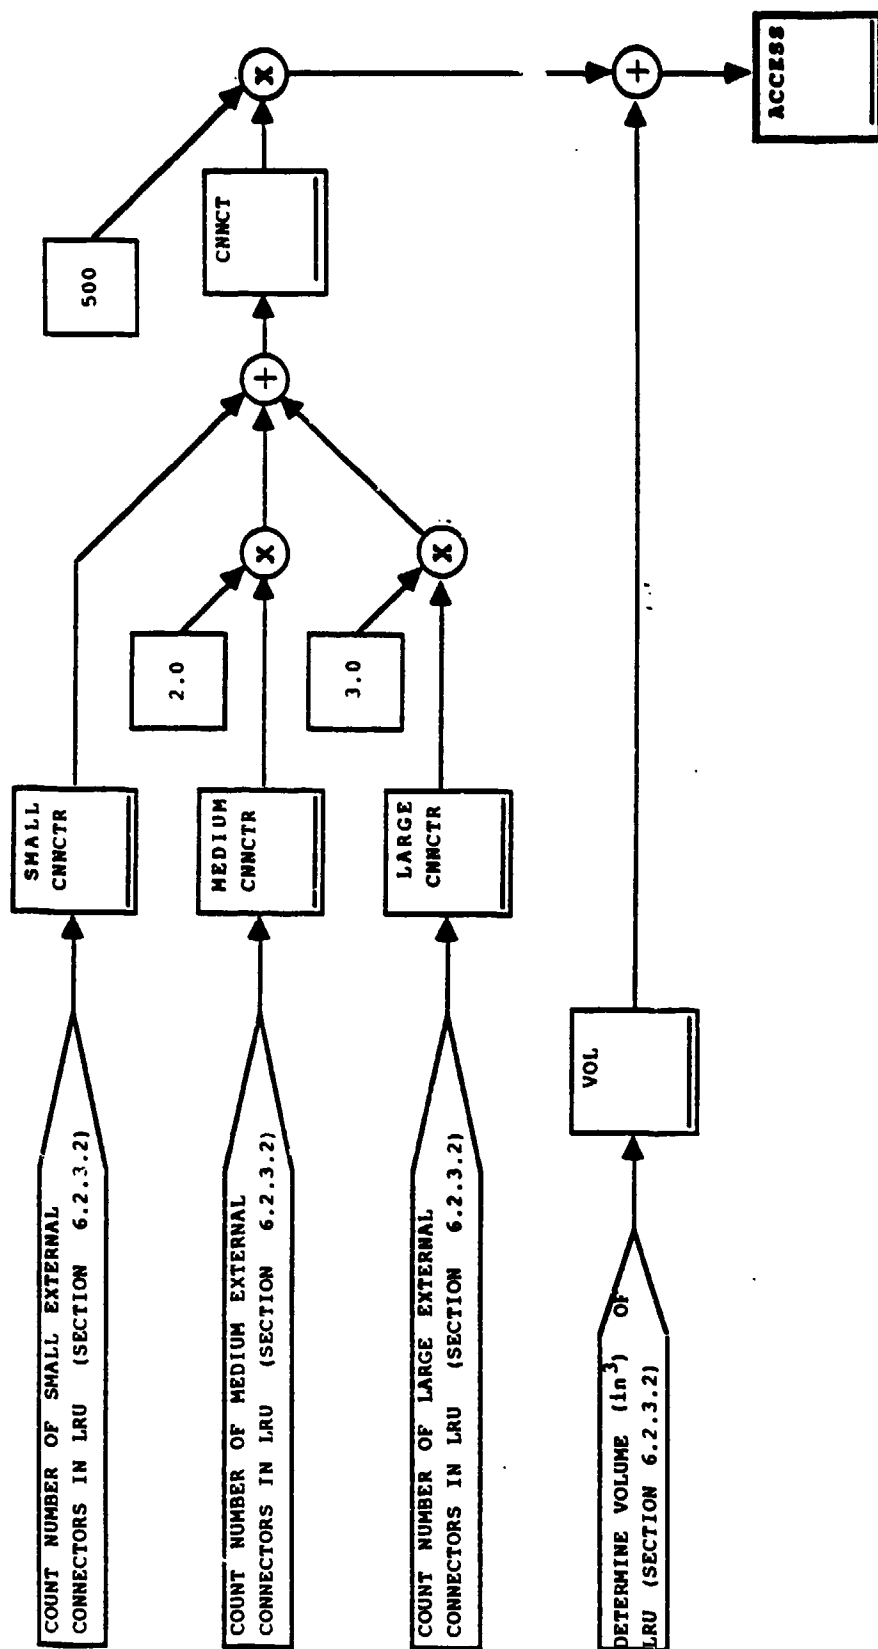 COUNT NUMBER OF SMALL EXTERNAL
CONNECTORS IN LRU (SECTION 6.2.3.2)
SMALL
CNNCTR
COUNT NUMBER OF MEDIUM EXTERNAL
CONNECTORS IN LRU (SECTION 6.2.3.2)
MEDIUM
CNNCTR
2.0
X
+
CNNCT
500
X
COUNT NUMBER OF LARGE EXTERNAL
CONNECTORS IN LRU (SECTION 6.2.3.2)
LARGE
CNNCTR
3.0
X
DETERMINE VOLUME (in³) OF
LRU (SECTION 6.2.3.2)
VOL
+
ACCESS